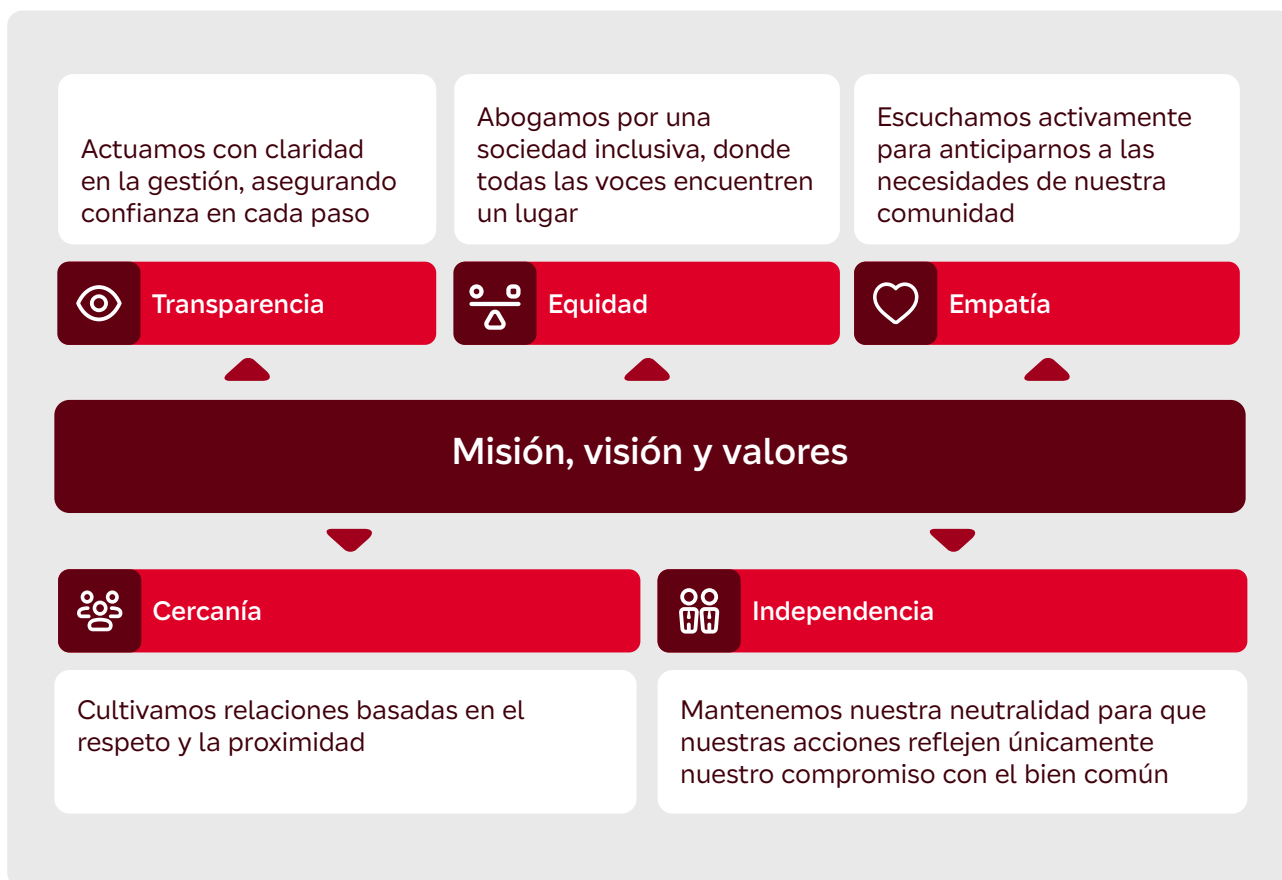 Actuamos con claridad
en la gestión, asegurando
confianza en cada paso
Abogamos por una
sociedad inclusiva, donde
todas las voces encuentren
un lugar
Escuchamos activamente
para anticiparnos a las
necesidades de nuestra
comunidad
Transparencia
Equidad
Empatía
Misión, visión y valores
Cercanía
Independencia
Cultivamos relaciones basadas en el
respeto y la proximidad
Mantenemos nuestra neutralidad para que
nuestras acciones reflejen únicamente
nuestro compromiso con el bien común